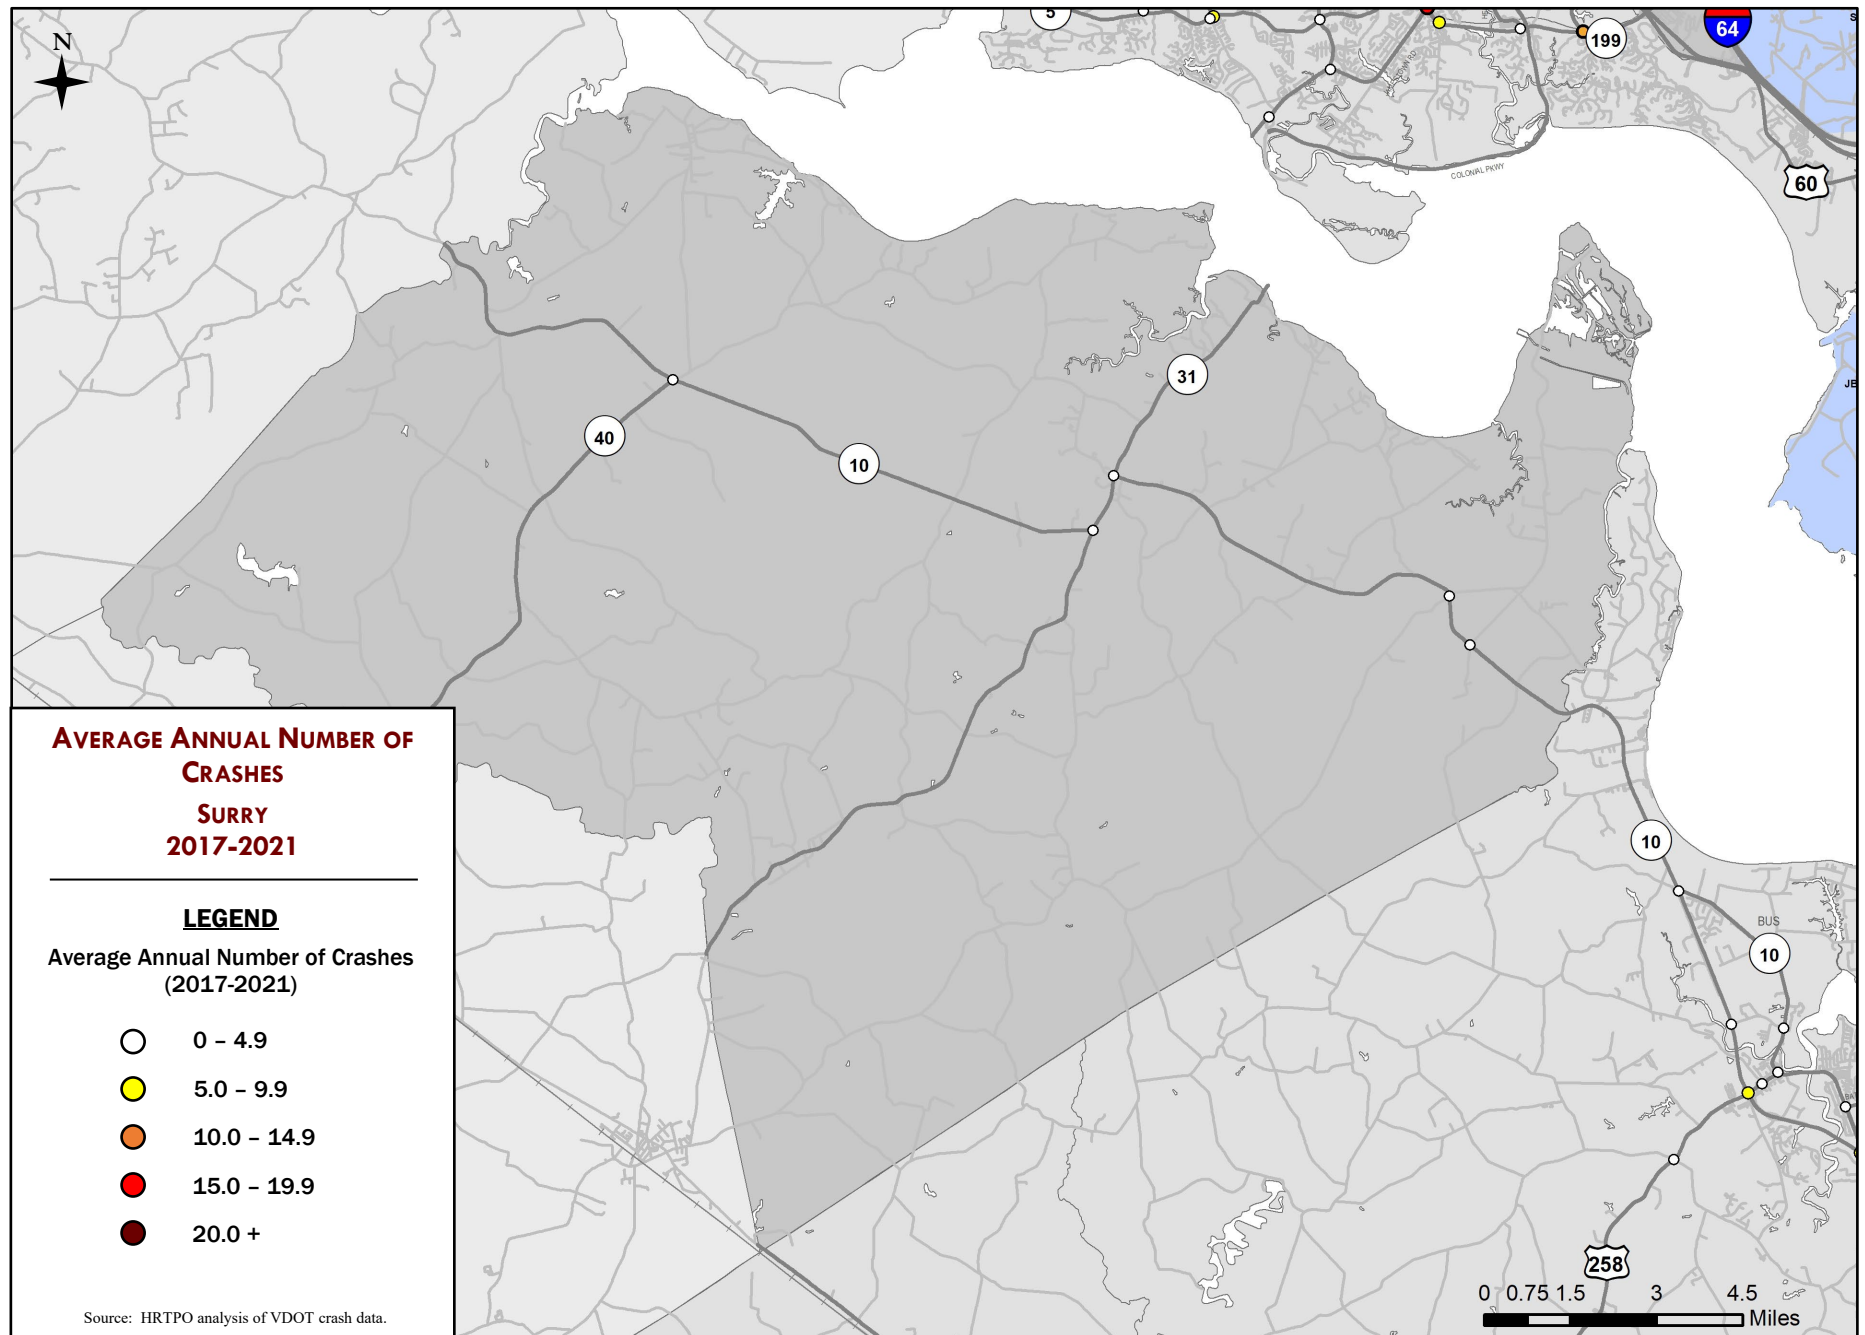 N
5
199
64
COLONIAL PKWY
60
JB
31
40
10
10
BUS
10
258
AVERAGE ANNUAL NUMBER OF
CRASHES
SURRY
2017-2021
LEGEND
Average Annual Number of Crashes
(2017-2021)
0 – 4.9
5.0 – 9.9
10.0 – 14.9
15.0 – 19.9
20.0 +
Source: HRTPO analysis of VDOT crash data.
0 0.75 1.5 3 4.5
Miles